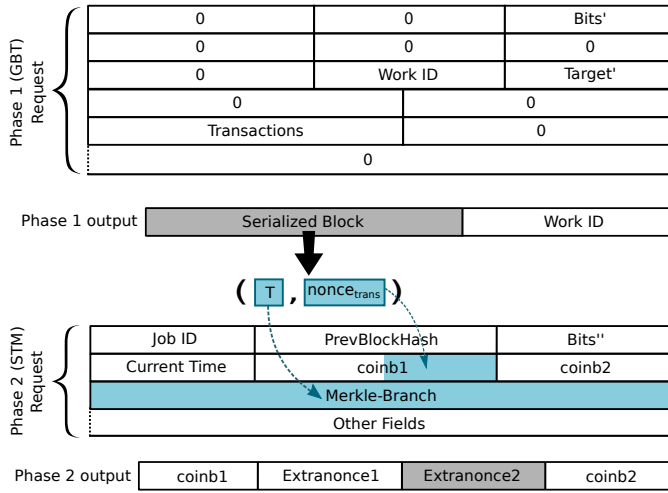 Phase 1 (GBT)
Request
0 0 Bits'
0 0 0
0 Work ID Target'
0 0
Transactions 0
0
Phase 1 output Serialized Block Work ID
( T , nonce_trans )
Phase 2 (STM)
Request
Job ID PrevBlockHash Bits''
Current Time coinb1 coinb2
Merkle-Branch
Other Fields
Phase 2 output coinb1 Extranonce1 Extranonce2 coinb2